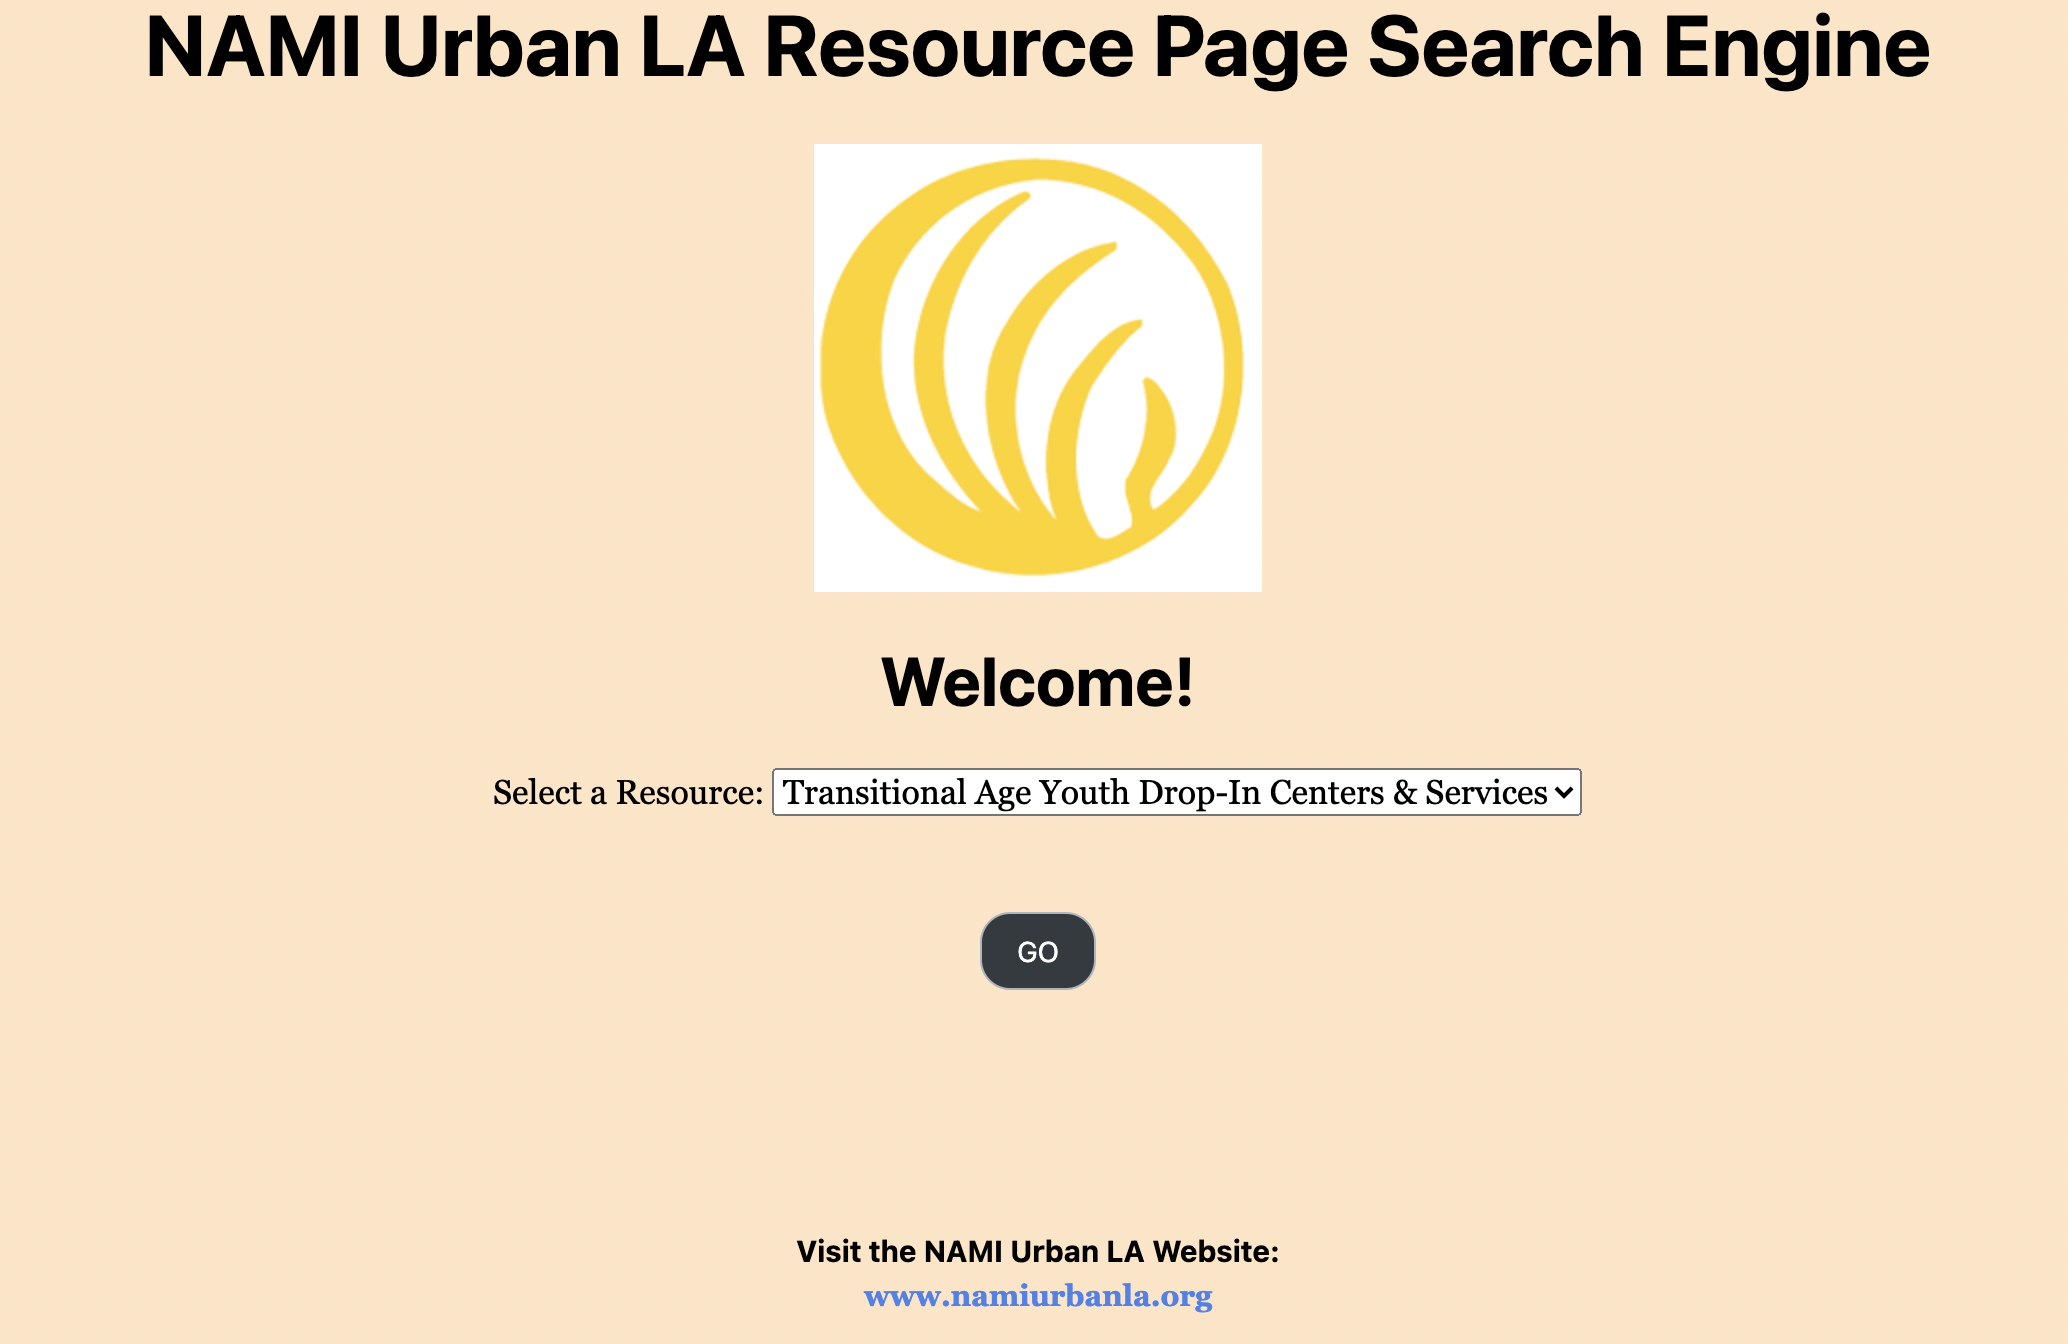 NAMI Urban LA Resource Page Search Engine
Welcome!
Select a Resource: Transitional Age Youth Drop-In Centers & Services
GO
Visit the NAMI Urban LA Website:
www.namiurbanla.org